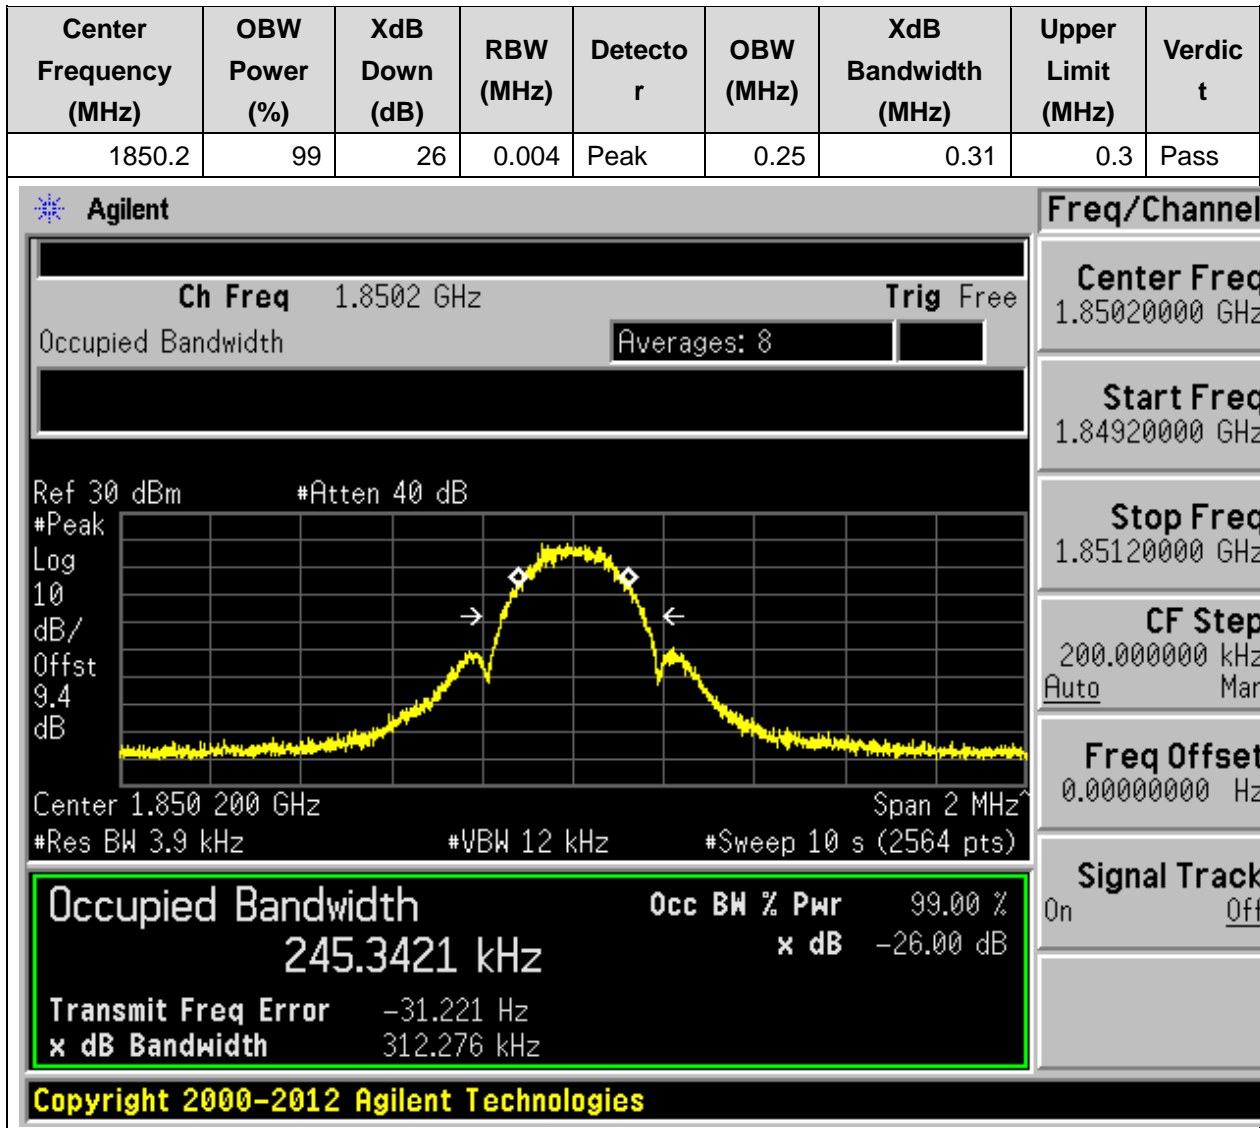 Center Frequency (MHz) OBW Power (%) XdB Down (dB) RBW (MHz) Detector OBW (MHz) XdB Bandwidth (MHz) Upper Limit (MHz) Verdict
1850.2 99 26 0.004 Peak 0.25 0.31 0.3 Pass
Agilent
Freq/Channel
Ch Freq 1.8502 GHz Trig Free
Occupied Bandwidth Averages: 8
Ref 30 dBm #Atten 40 dB
#Peak
Log
10
dB/
Offst
9.4
dB
Center 1.850 200 GHz Span 2 MHz^
#Res BW 3.9 kHz #VBW 12 kHz #Sweep 10 s (2564 pts)
Occupied Bandwidth Occ BW % Pwr 99.00 %
245.3421 kHz x dB -26.00 dB
Transmit Freq Error -31.221 Hz
x dB Bandwidth 312.276 kHz
Center Freq
1.85020000 GHz
Start Freq
1.84920000 GHz
Stop Freq
1.85120000 GHz
CF Step
200.000000 kHz
Auto Man
Freq Offset
0.00000000 Hz
Signal Track
On Off
Copyright 2000-2012 Agilent Technologies